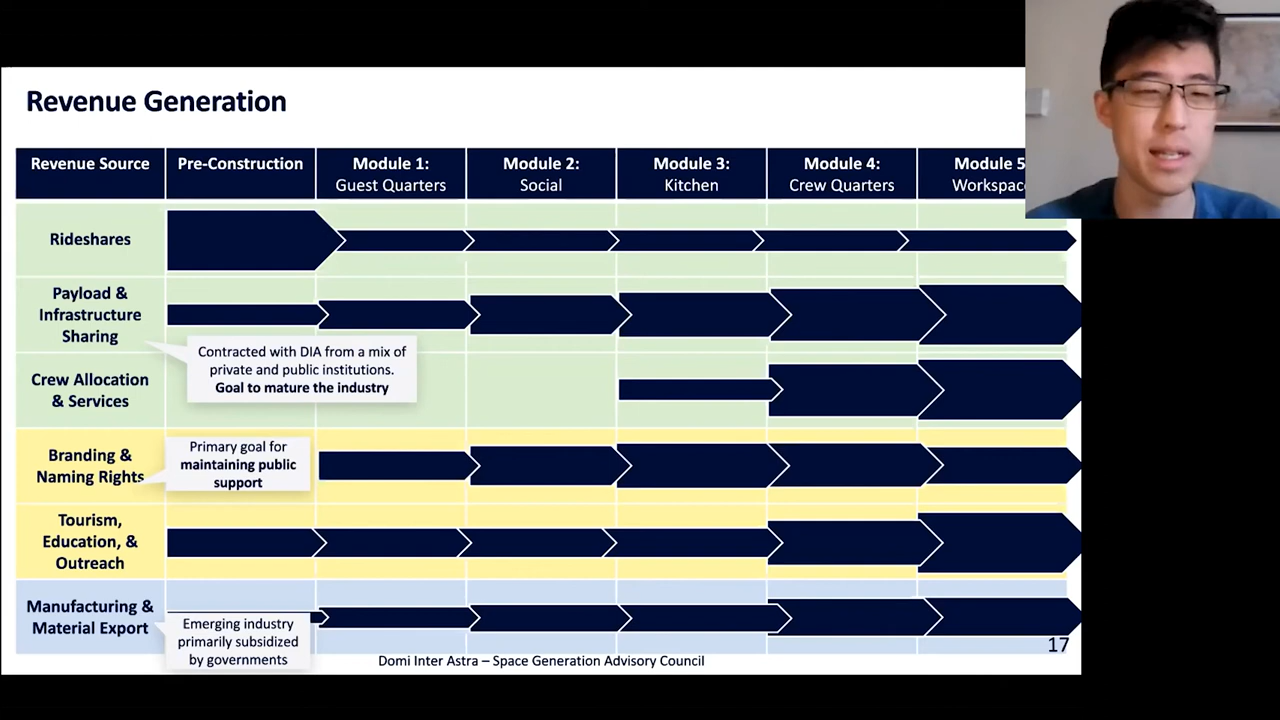 Revenue Generation
Revenue Source
Pre-Construction
Module 1:
Guest Quarters
Module 2:
Social
Module 3:
Kitchen
Module 4:
Crew Quarters
Module 5
Workspace
Rideshares
Payload &
Infrastructure
Sharing
Contracted with DIA from a mix of
private and public institutions.
Goal to mature the industry
Crew Allocation
& Services
Branding &
Naming Rights
Primary goal for
maintaining public
support
Tourism,
Education, &
Outreach
Manufacturing &
Material Export
Emerging industry
primarily subsidized
by governments
17
Domi Inter Astra – Space Generation Advisory Council